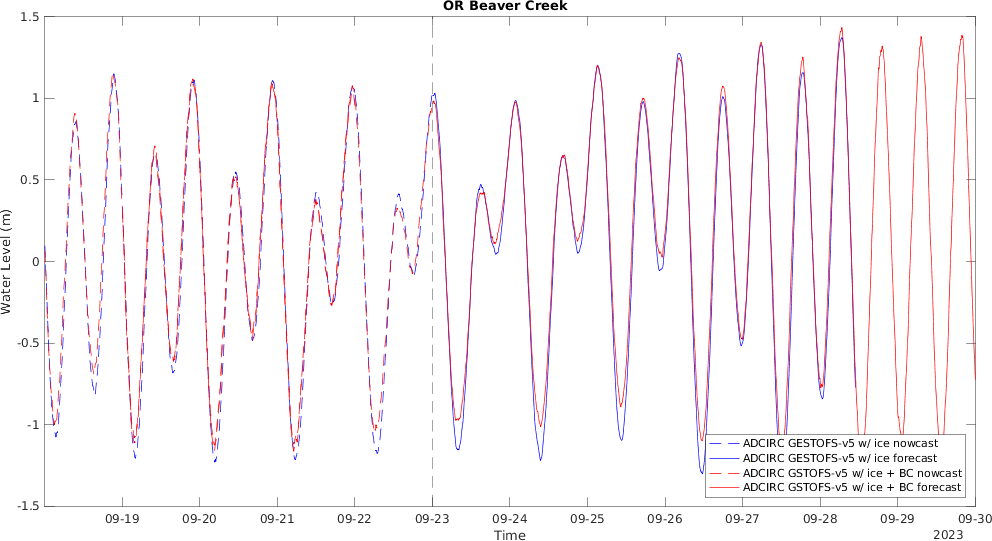 OR Beaver Creek
1.5
1
0.5
0
-0.5
-1
-1.5
Water Level (m)
ADCIRC GESTOFS-v5 w/ ice nowcast
ADCIRC GESTOFS-v5 w/ ice forecast
ADCIRC GSTOFS-v5 w/ ice + BC nowcast
ADCIRC GSTOFS-v5 w/ ice + BC forecast
09-19 09-20 09-21 09-22 09-23 09-24 09-25 09-26 09-27 09-28 09-29 09-30
Time
2023